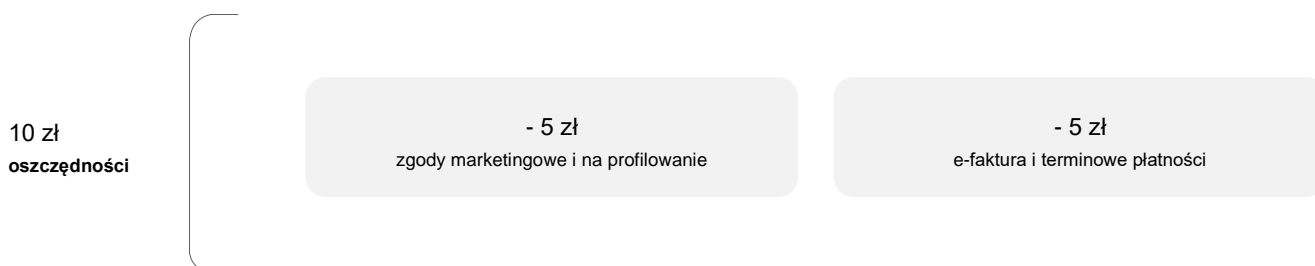 10 zł
oszczędności
- 5 zł
zgody marketingowe i na profilowanie
- 5 zł
e-faktura i terminowe płatności